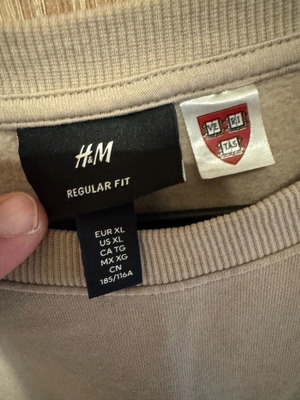 H&M
REGULAR FIT
VE RI
TAS
EUR XL
US XL
CA TG
MX XG
CN
185/116A